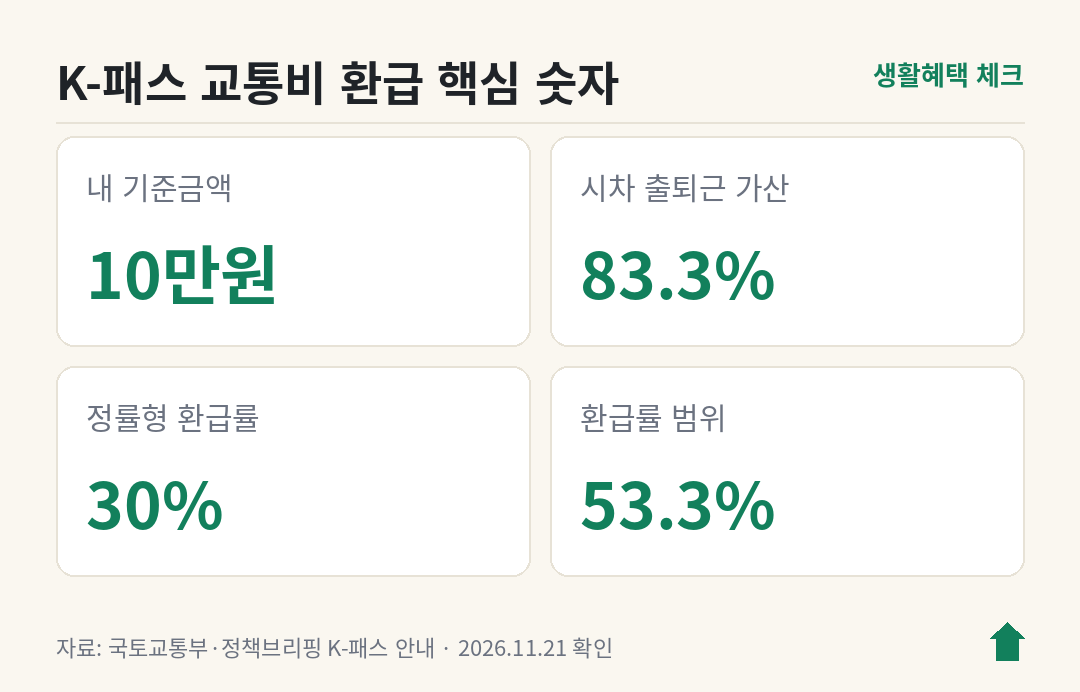 K-패스 교통비 환급 핵심 숫자
생활혜택 체크
내 기준금액
10만원
시차 출퇴근 가산
83.3%
정률형 환급률
30%
환급률 범위
53.3%
자료: 국토교통부·정책브리핑 K-패스 안내 · 2026.11.21 확인